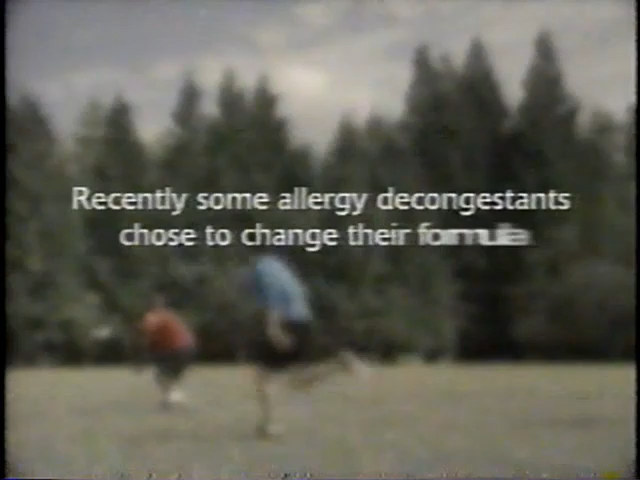 Recently some allergy decongestants
chose to change their formula